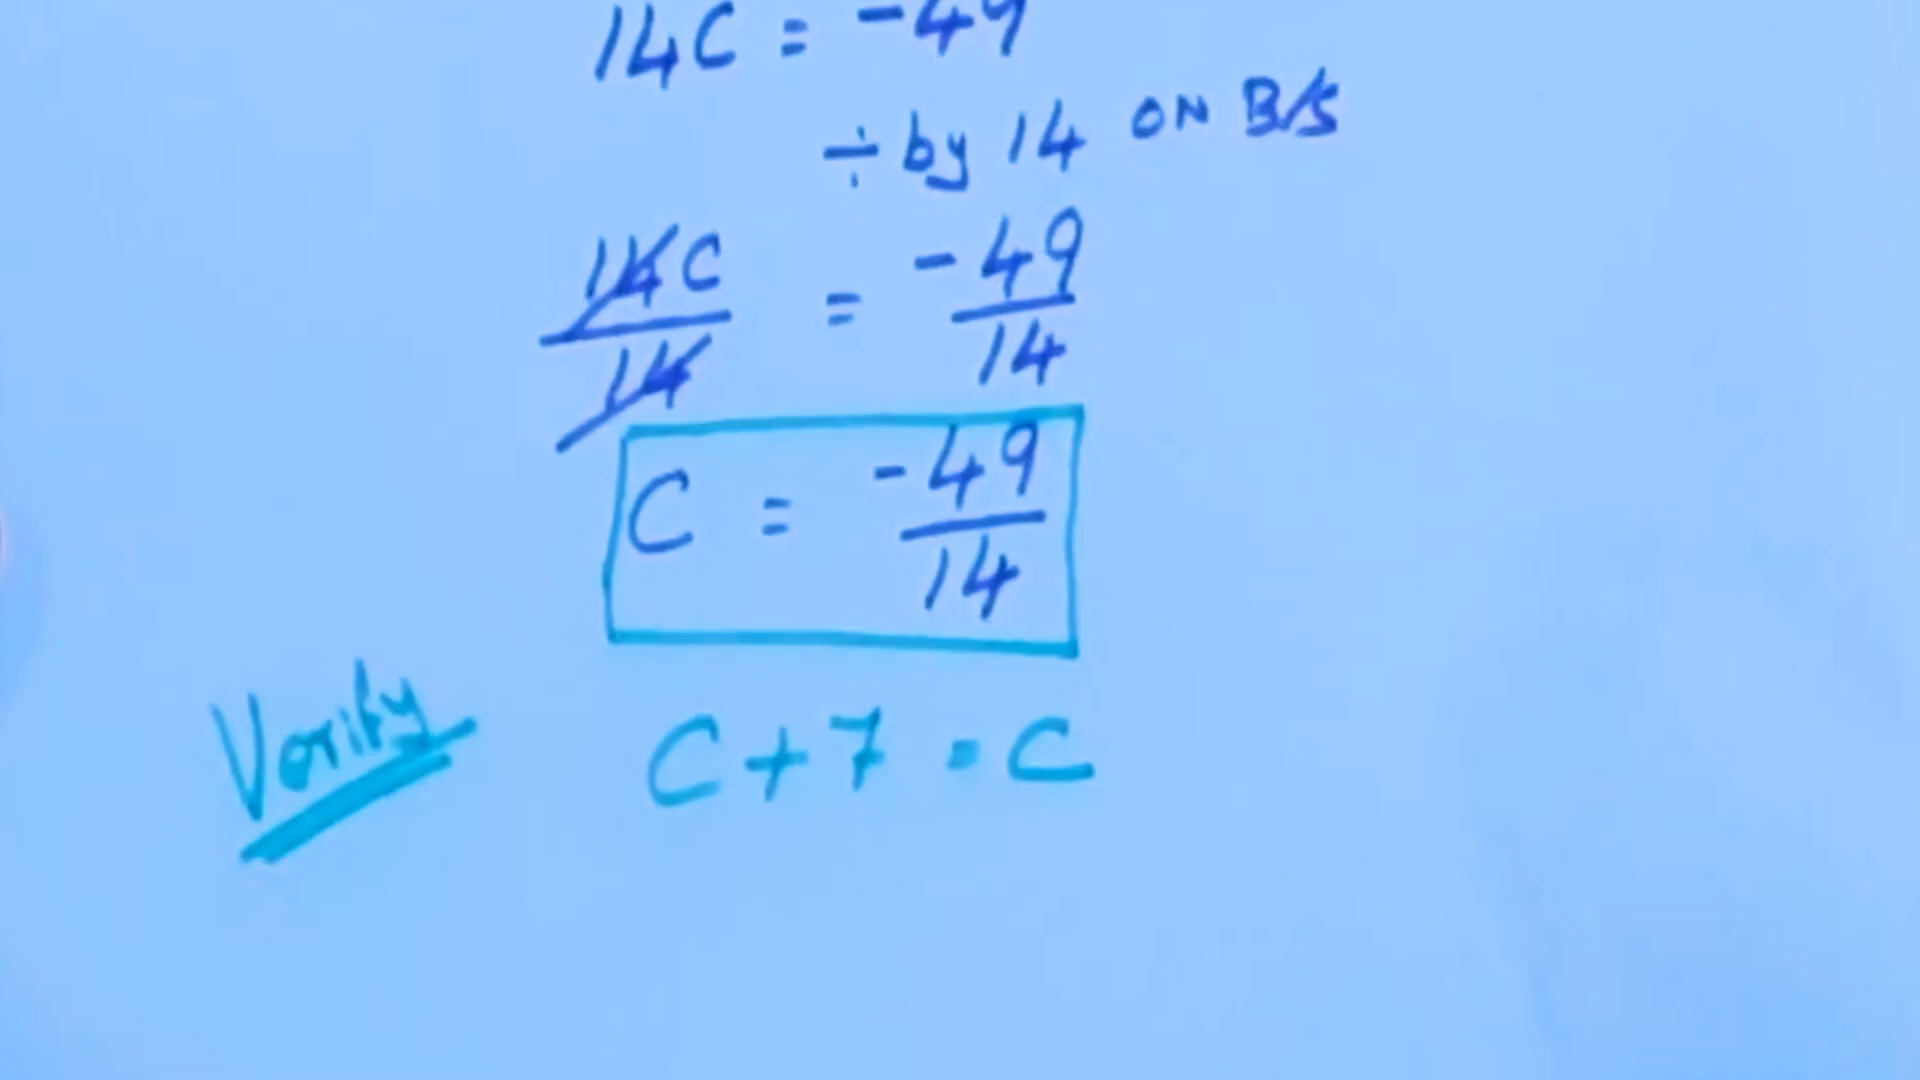 14C = -49
÷ by 14 ON B/S
14C/14 = -49/14
C = -49/14
Verify C+7 = C